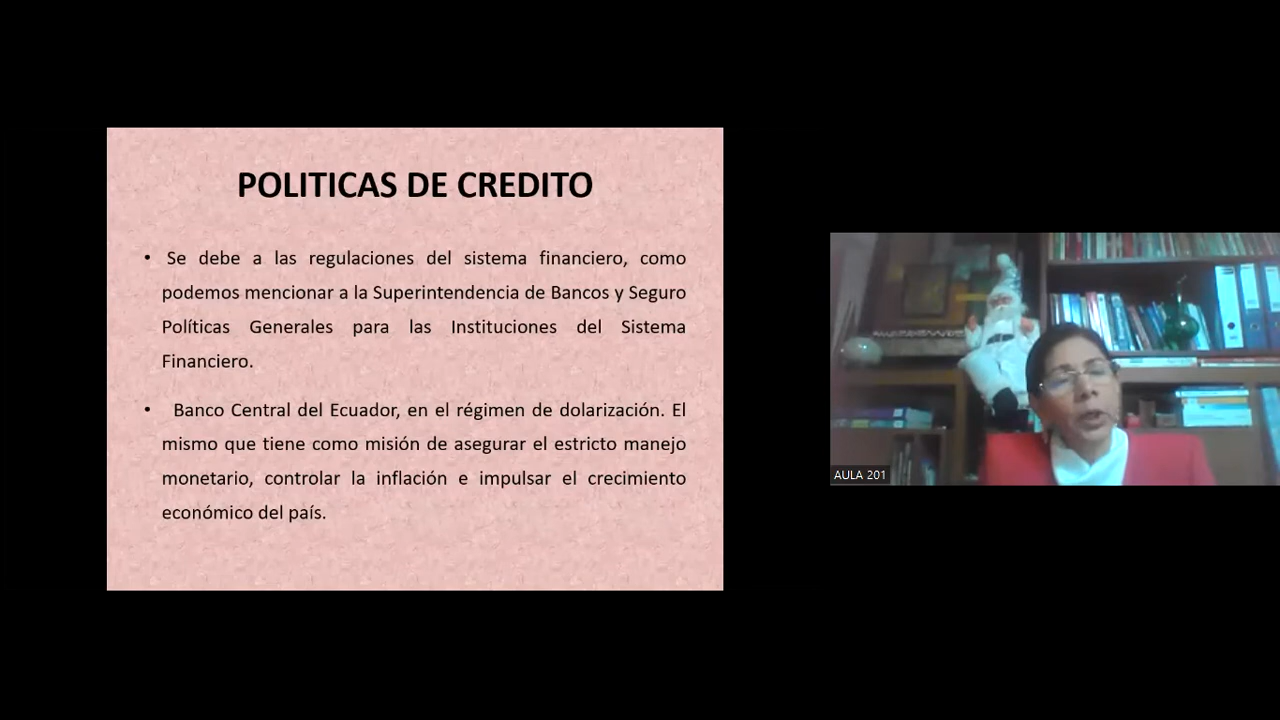 POLITICAS DE CREDITO
• Se debe a las regulaciones del sistema financiero, como
podemos mencionar a la Superintendencia de Bancos y Seguro
Políticas Generales para las Instituciones del Sistema
Financiero.
• Banco Central del Ecuador, en el régimen de dolarización. El
mismo que tiene como misión de asegurar el estricto manejo
monetario, controlar la inflación e impulsar el crecimiento
económico del país.
AULA 201